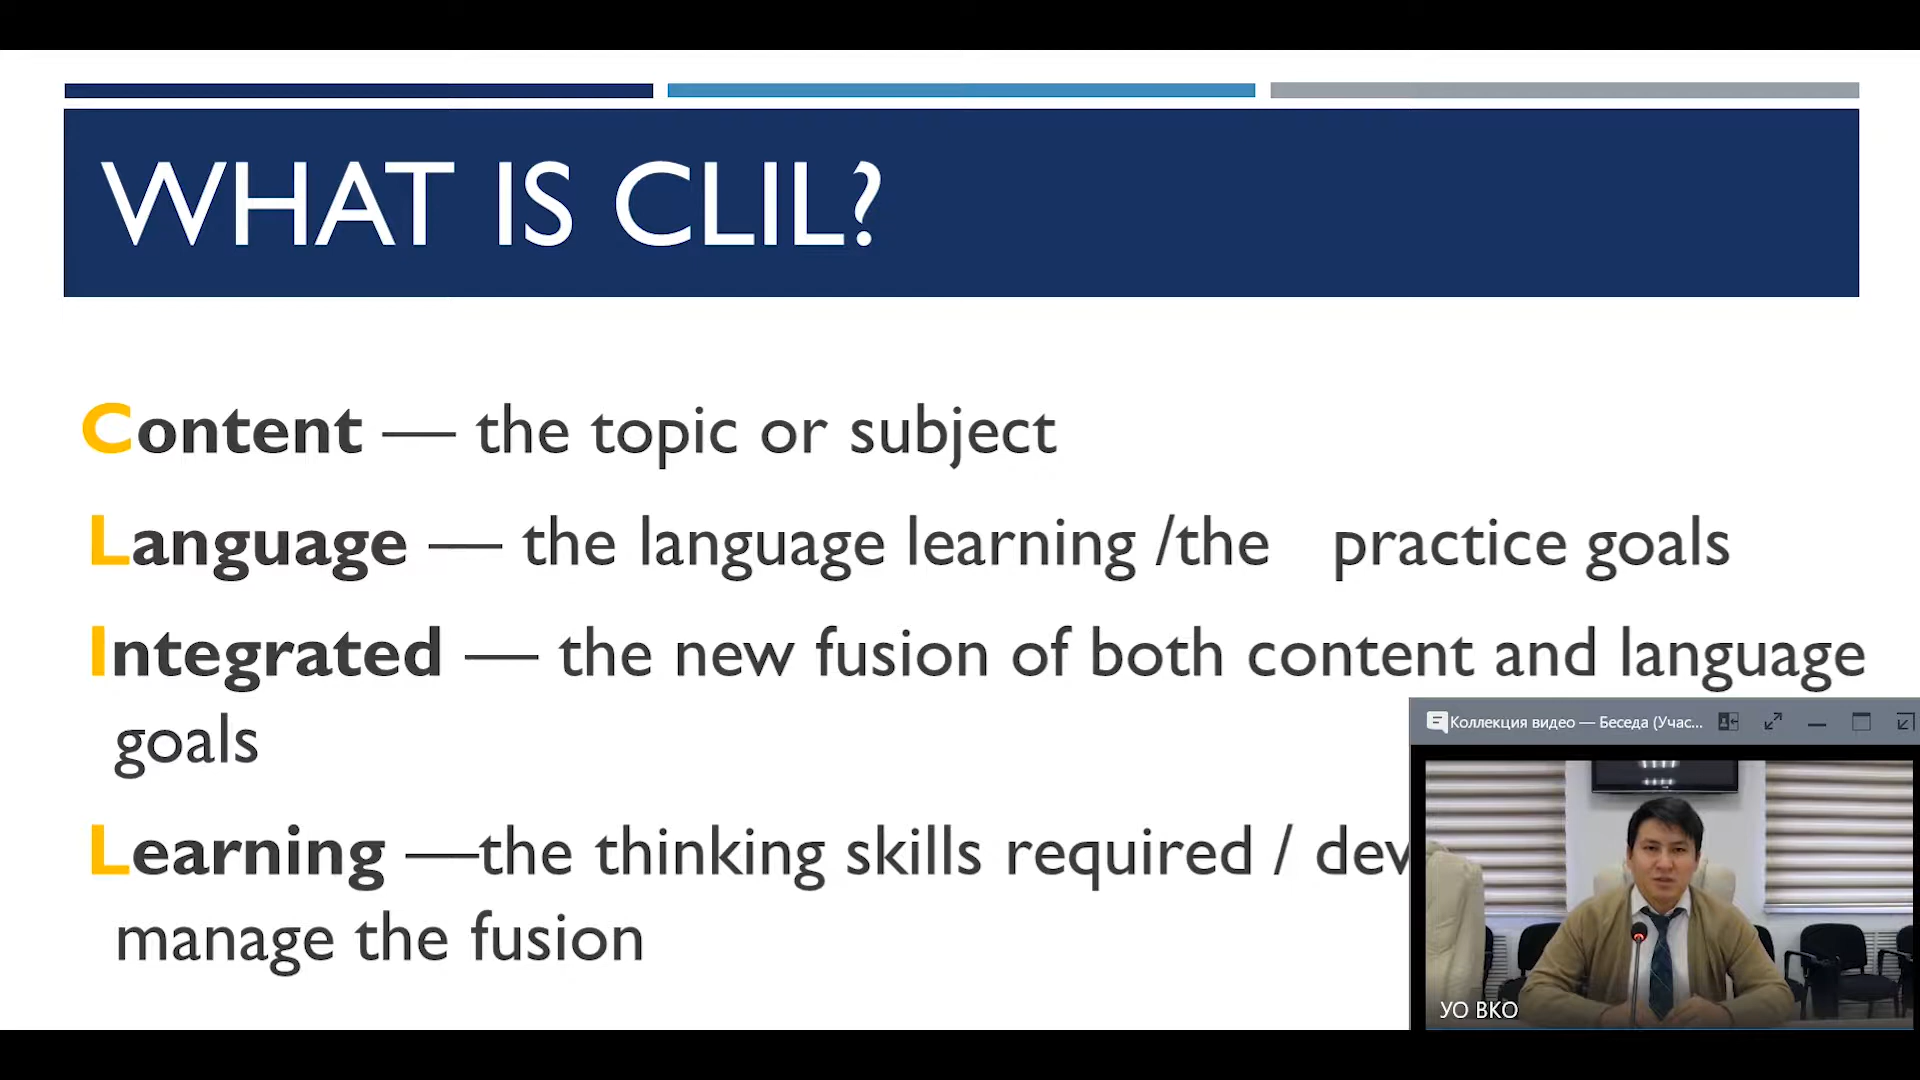 WHAT IS CLIL?
Content — the topic or subject
Language — the language learning /the practice goals
Integrated — the new fusion of both content and language
goals
Learning —the thinking skills required /
manage the fusion
Коллекция видео — Беседа (Учас...
УО ВКО